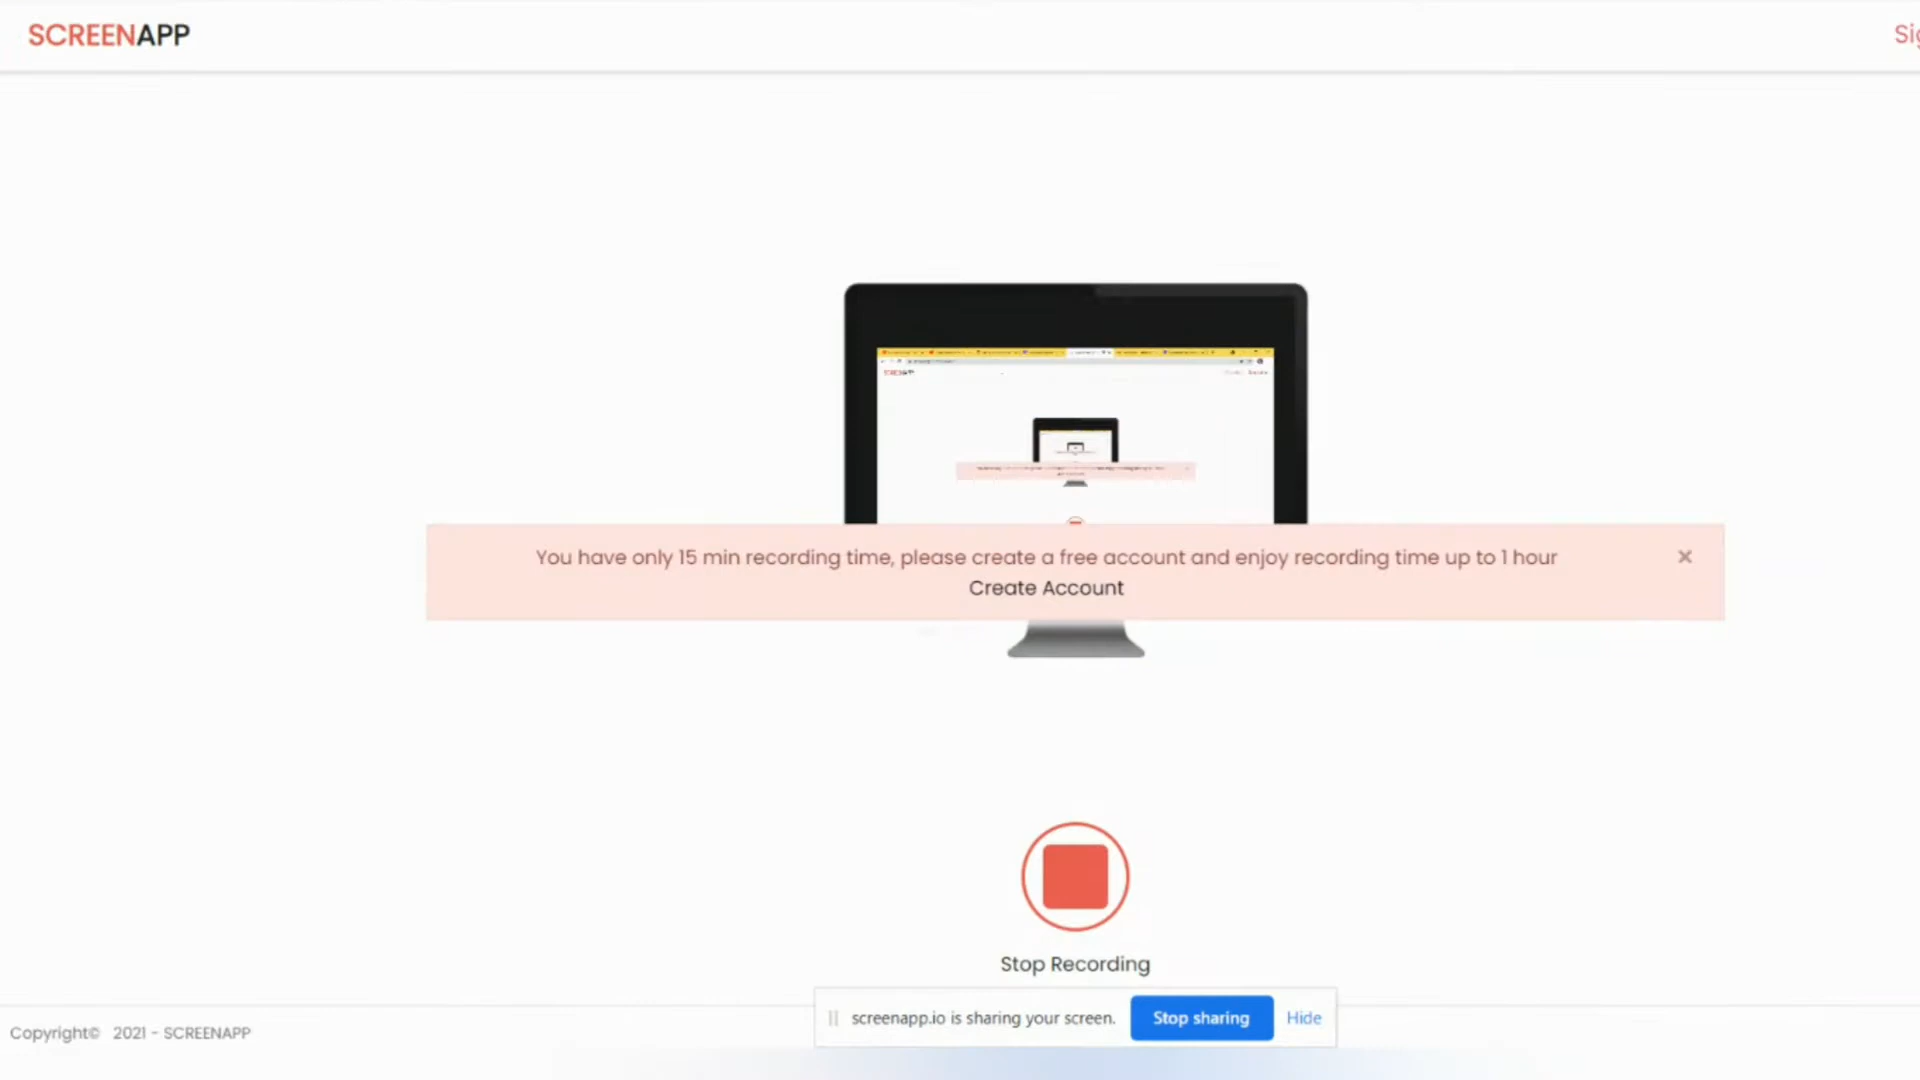 SCREENAPP
Sig
You have only 15 min recording time, please create a free account and enjoy recording time up to 1 hour
Create Account
Stop Recording
screenapp.io is sharing your screen.
Stop sharing
Hide
Copyright© 2021 - SCREENAPP